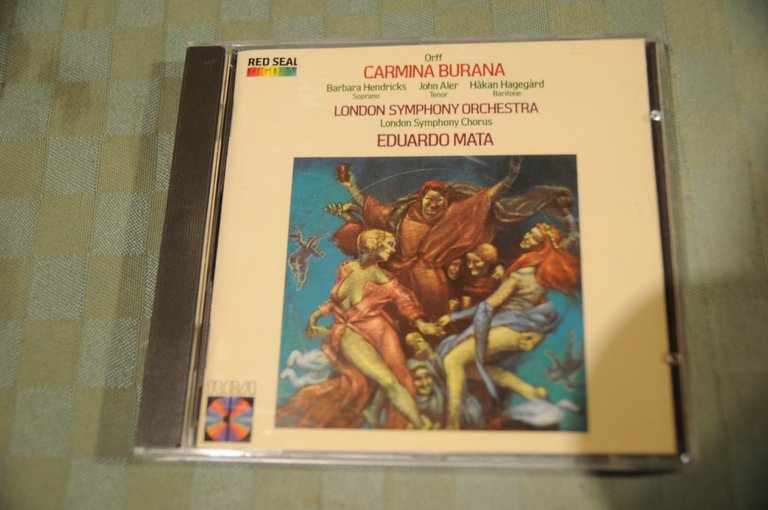 RED SEAL
Orff
CARMINA BURANA
Barbara Hendricks John Aler Håkan Hagegård
Soprano Tenor Baritone
LONDON SYMPHONY ORCHESTRA
London Symphony Chorus
EDUARDO MATA
RCA